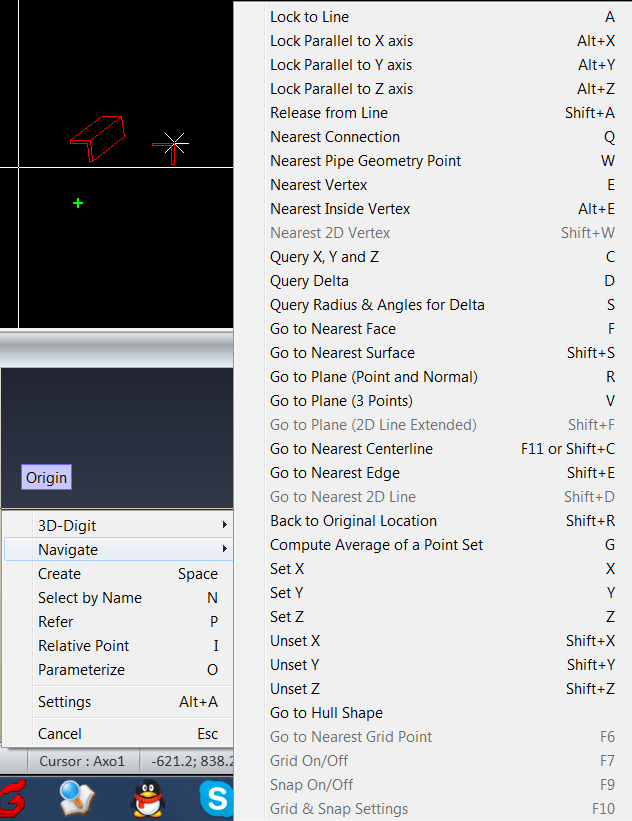 Lock to Line A
Lock Parallel to X axis Alt+X
Lock Parallel to Y axis Alt+Y
Lock Parallel to Z axis Alt+Z
Release from Line Shift+A
Nearest Connection Q
Nearest Pipe Geometry Point W
Nearest Vertex E
Nearest Inside Vertex Alt+E
Nearest 2D Vertex Shift+W
Query X, Y and Z C
Query Delta D
Query Radius & Angles for Delta S
Go to Nearest Face F
Go to Nearest Surface Shift+S
Go to Plane (Point and Normal) R
Go to Plane (3 Points) V
Go to Plane (2D Line Extended) Shift+F
Go to Nearest Centerline F11 or Shift+C
Go to Nearest Edge Shift+E
Go to Nearest 2D Line Shift+D
Back to Original Location Shift+R
Compute Average of a Point Set G
Set X X
Set Y Y
Set Z Z
Unset X Shift+X
Unset Y Shift+Y
Unset Z Shift+Z
Go to Hull Shape
Go to Nearest Grid Point F6
Grid On/Off F7
Snap On/Off F9
Grid & Snap Settings F10
Origin
3D-Digit
Navigate
Create Space
Select by Name N
Refer P
Relative Point I
Parameterize O
Settings Alt+A
Cancel Esc
Cursor : Axo1 -621.2; 838.2
S